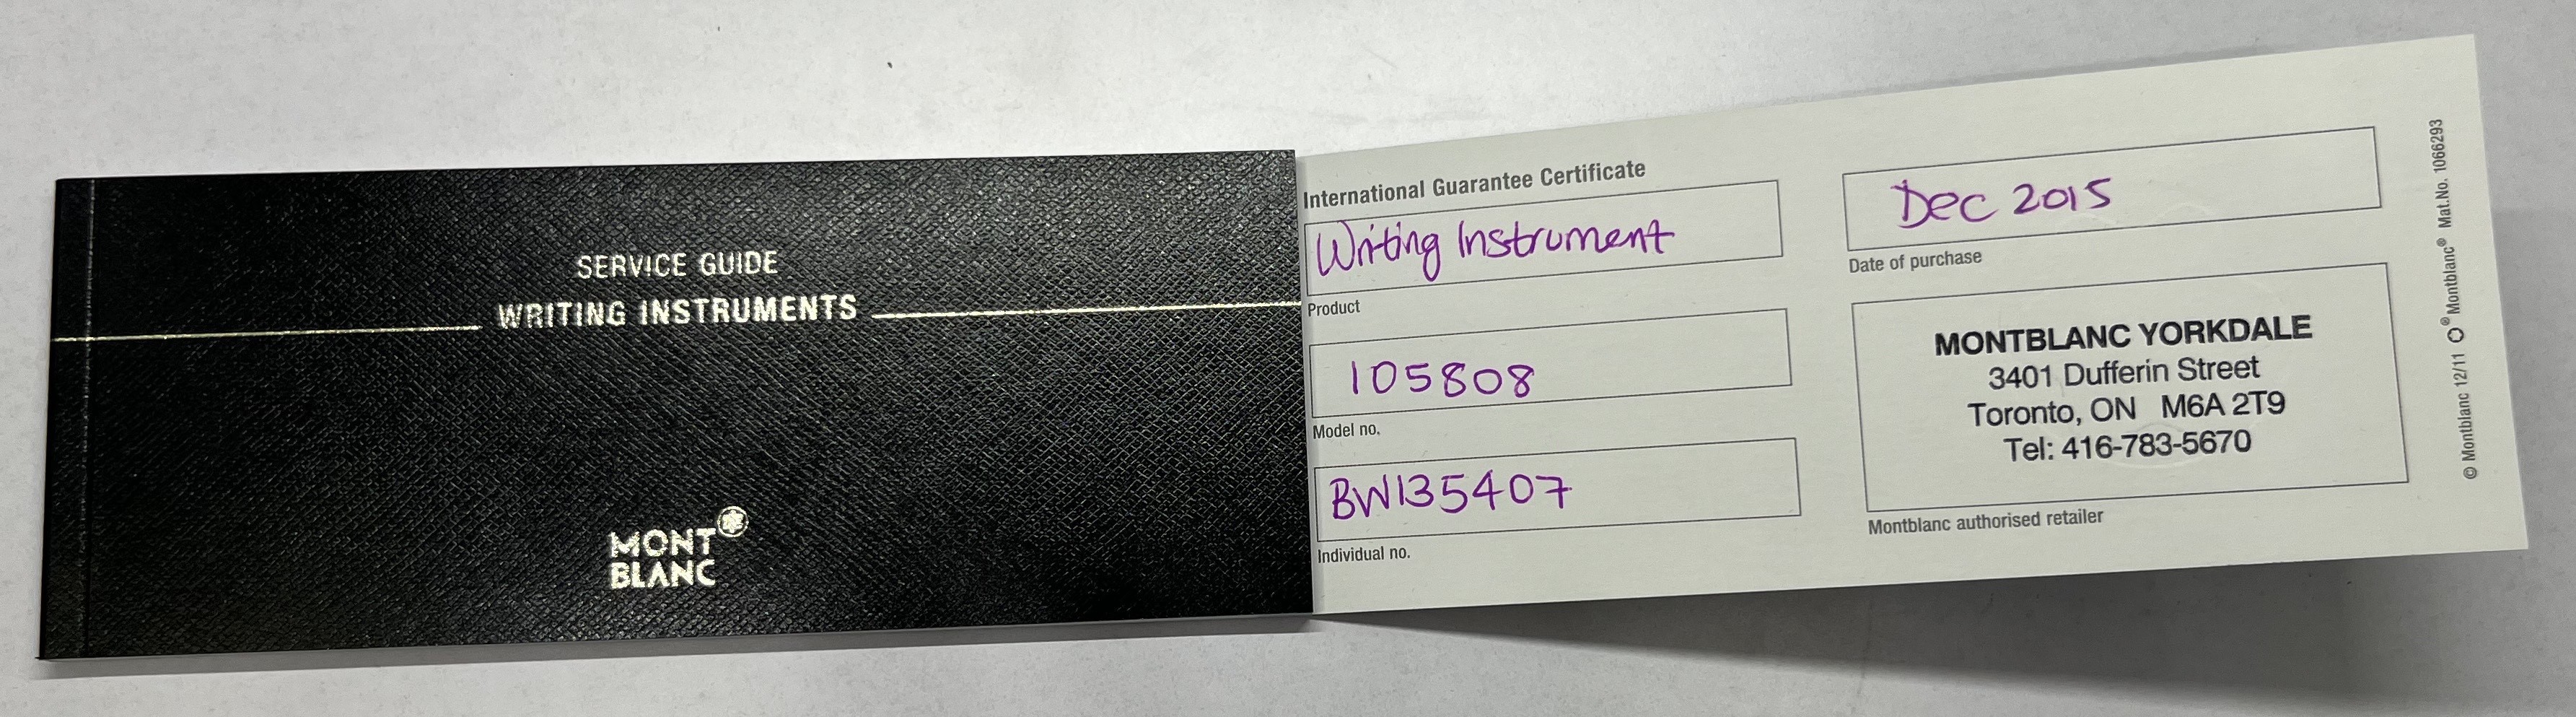 SERVICE GUIDE
WRITING INSTRUMENTS
MONT
BLANC
International Guarantee Certificate
Writing Instrument
Product
105808
Model no.
BW135407
Individual no.
Dec 2015
Date of purchase
MONTBLANC YORKDALE
3401 Dufferin Street
Toronto, ON M6A 2T9
Tel: 416-783-5670
Montblanc authorised retailer
© Montblanc 12/11 ®Montblanc® Mat.No. 1066293